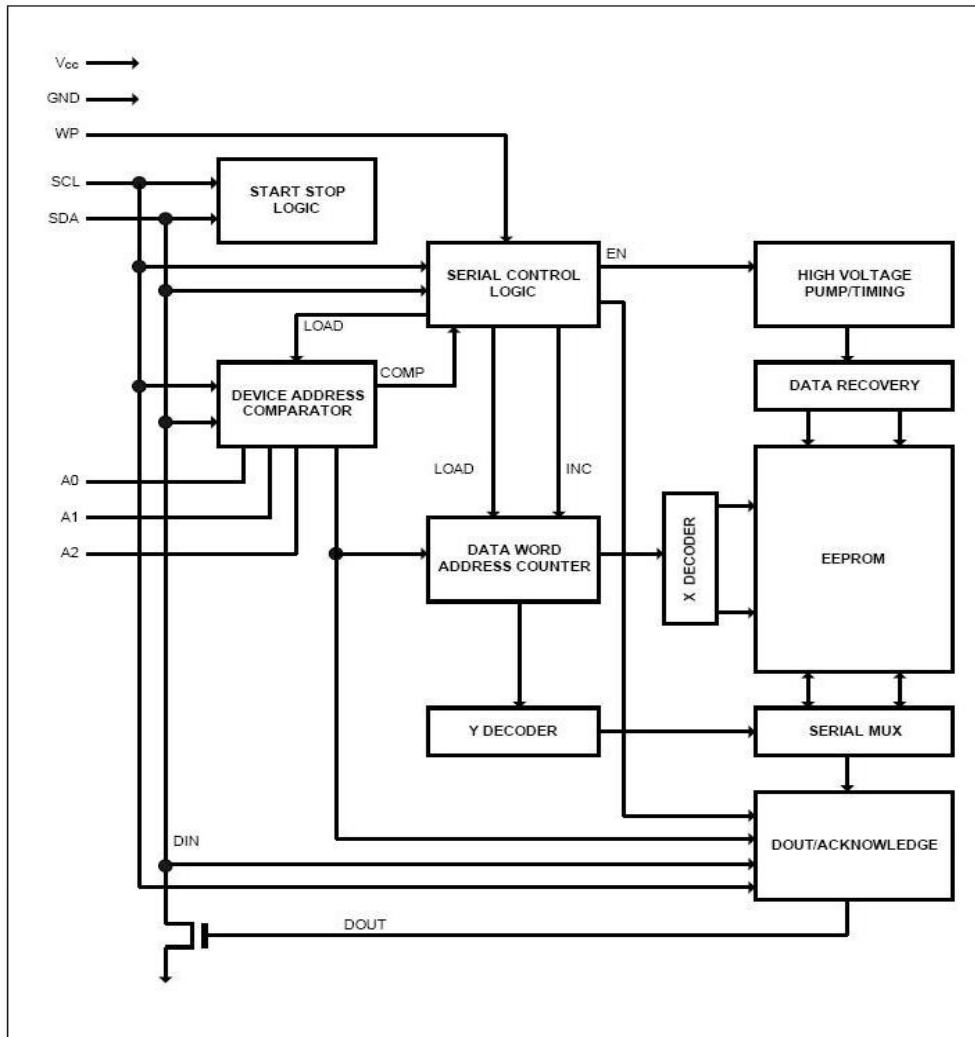 Vcc
GND
WP
SCL
SDA
START STOP
LOGIC
SERIAL CONTROL
LOGIC
EN
HIGH VOLTAGE
PUMP/TIMING
LOAD
COMP
DEVICE ADDRESS
COMPARATOR
DATA RECOVERY
A0
A1
A2
LOAD
INC
DATA WORD
ADDRESS COUNTER
X DECODER
EEPROM
Y DECODER
SERIAL MUX
DIN
DOUT/ACKNOWLEDGE
DOUT